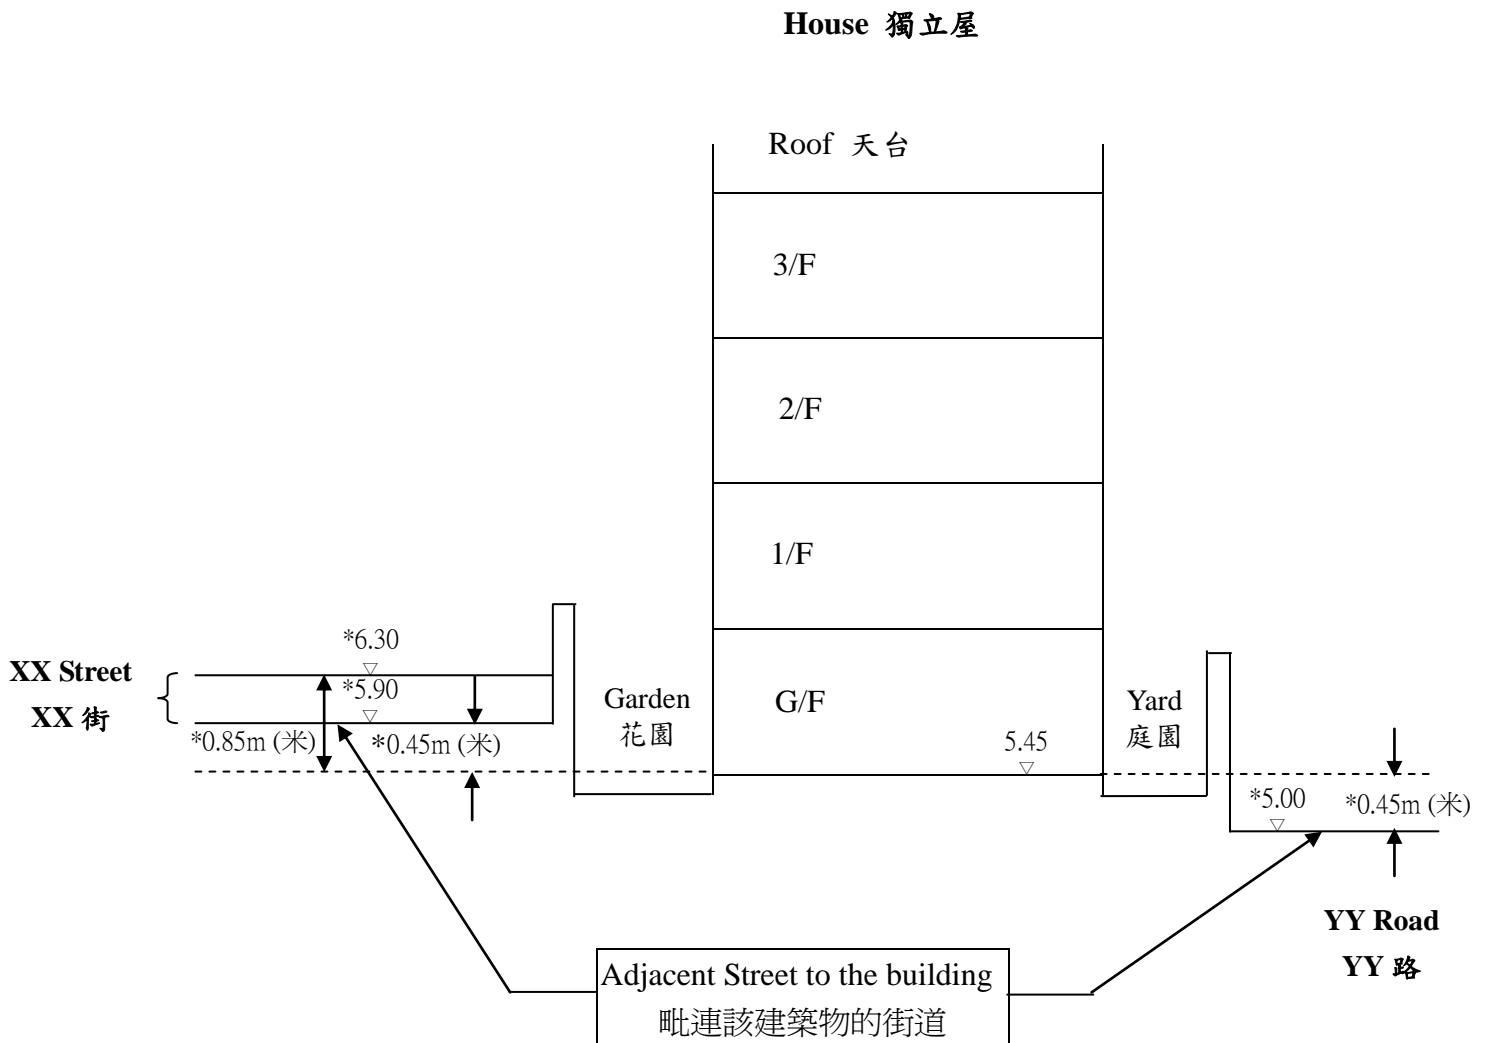 House 獨立屋
Roof 天台
3/F
2/F
1/F
*6.30
XX Street
XX 街
*5.90
*0.85m (米)
*0.45m (米)
Garden
花園
G/F
5.45
Yard
庭園
*5.00
*0.45m (米)
YY Road
YY 路
Adjacent Street to the building
毗連該建築物的街道